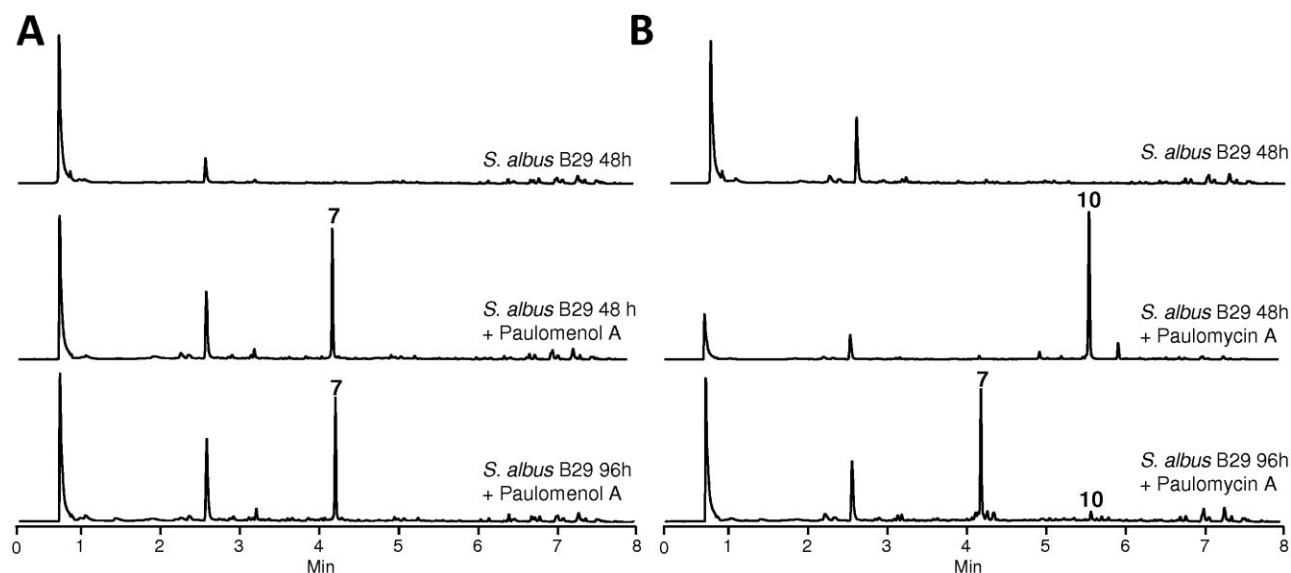 A
S. albus B29 48h
7
S. albus B29 48 h
+ Paulomenol A
7
S. albus B29 96h
+ Paulomenol A
0 1 2 3 4 5 6 7 8
Min
B
S. albus B29 48h
10
S. albus B29 48h
+ Paulomycin A
7
10
S. albus B29 96h
+ Paulomycin A
0 1 2 3 4 5 6 7 8
Min